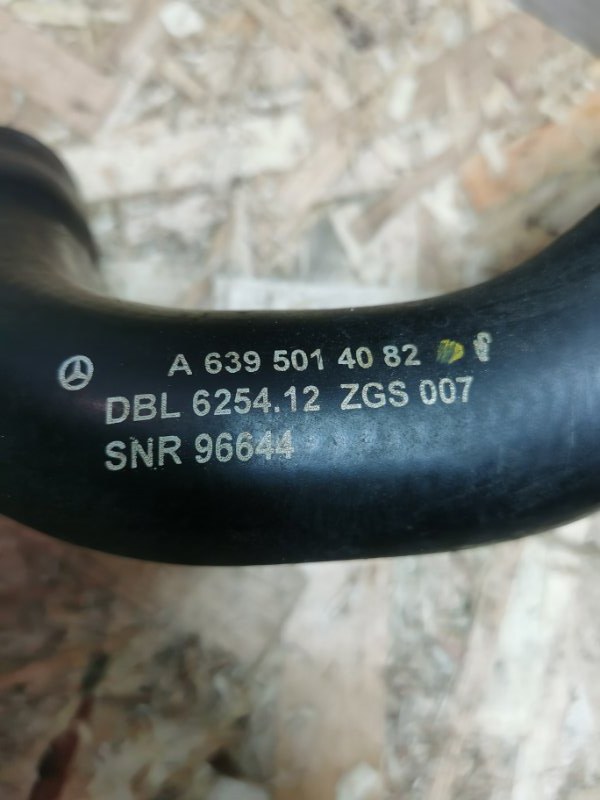 A 639 501 40 82
DBL 6254.12 ZGS 007
SNR 96644